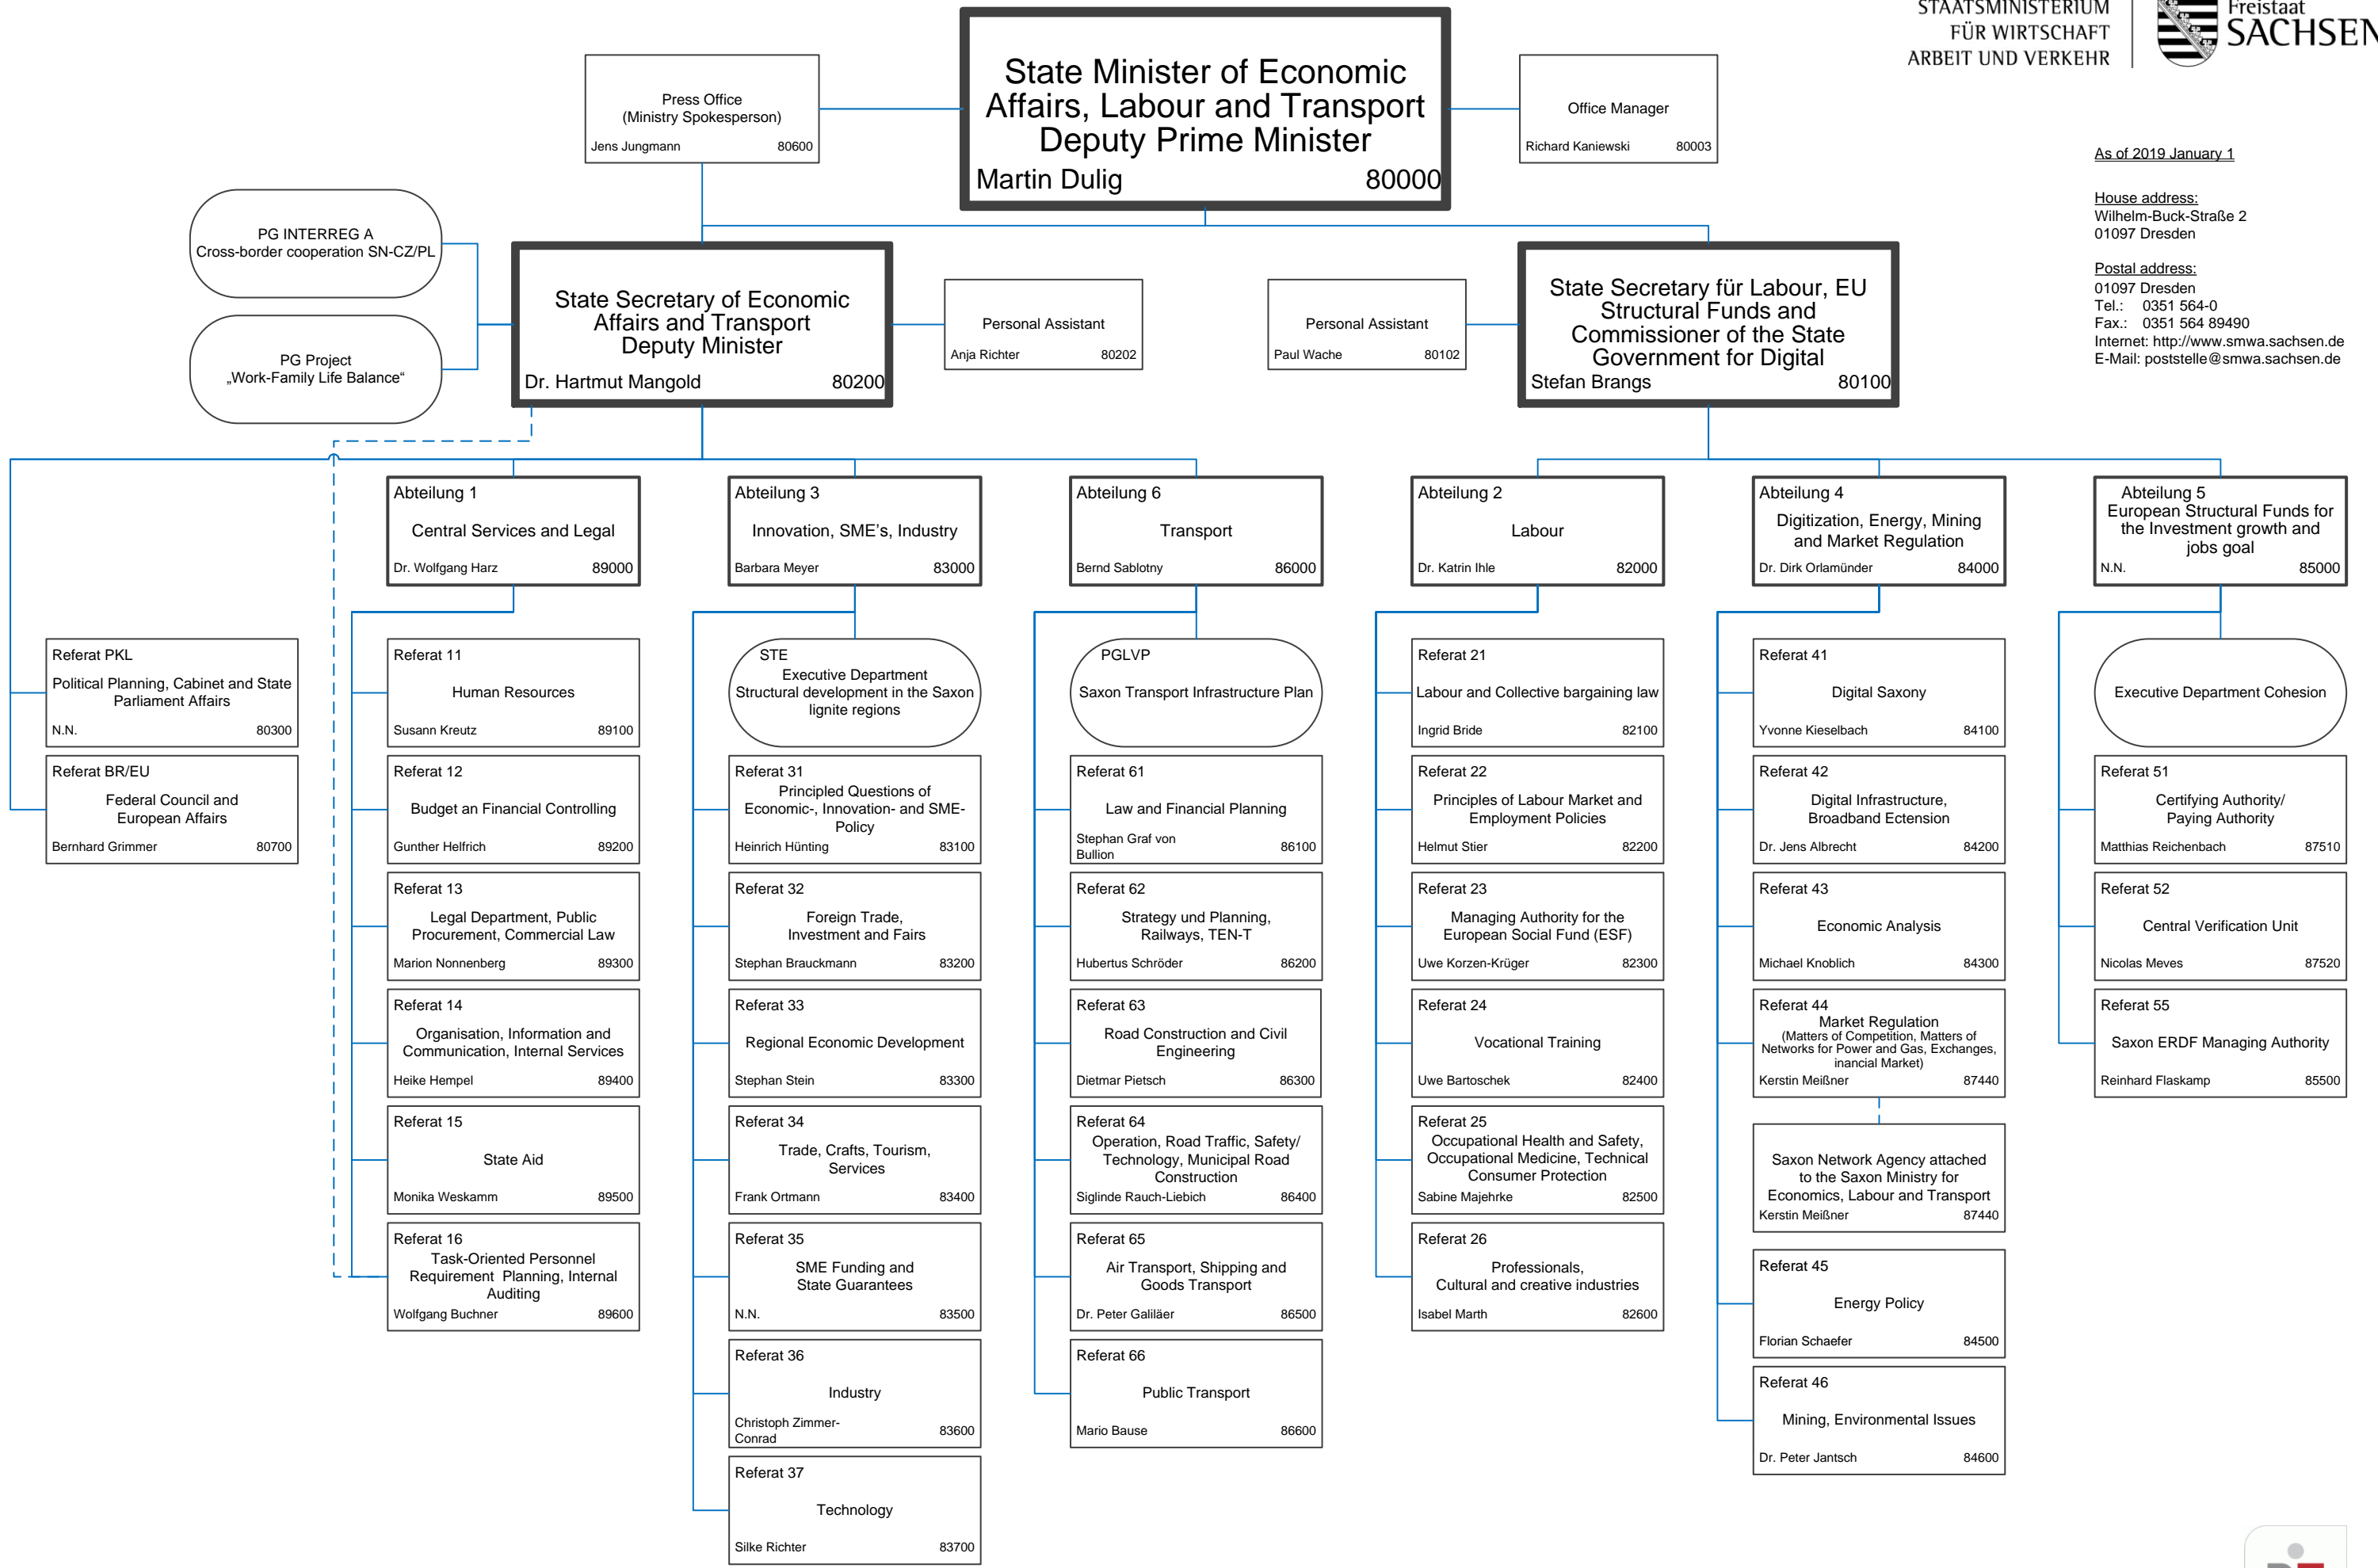 STAATSMINISTERIUM
FÜR WIRTSCHAFT
ARBEIT UND VERKEHR
Freistaat
SACHSEN
State Minister of Economic
Affairs, Labour and Transport
Deputy Prime Minister
Martin Dulig 80000
Press Office
(Ministry Spokesperson)
Jens Jungmann 80600
Office Manager
Richard Kaniewski 80003
As of 2019 January 1
House address:
Wilhelm-Buck-Straße 2
01097 Dresden
Postal address:
01097 Dresden
Tel.: 0351 564-0
Fax.: 0351 564 89490
Internet: http://www.smwa.sachsen.de
E-Mail: poststelle@smwa.sachsen.de
PG INTERREG A
Cross-border cooperation SN-CZ/PL
PG Project
„Work-Family Life Balance“
State Secretary of Economic
Affairs and Transport
Deputy Minister
Dr. Hartmut Mangold 80200
Personal Assistant
Anja Richter 80202
Personal Assistant
Paul Wache 80102
State Secretary für Labour, EU
Structural Funds and
Commissioner of the State
Government for Digital
Stefan Brangs 80100
Referat PKL
Political Planning, Cabinet and State
Parliament Affairs
N.N. 80300
Referat BR/EU
Federal Council and
European Affairs
Bernhard Grimmer 80700
Abteilung 1
Central Services and Legal
Dr. Wolfgang Harz 89000
Referat 11
Human Resources
Susann Kreutz 89100
Referat 12
Budget an Financial Controlling
Gunther Helfrich 89200
Referat 13
Legal Department, Public
Procurement, Commercial Law
Marion Nonnenberg 89300
Referat 14
Organisation, Information and
Communication, Internal Services
Heike Hempel 89400
Referat 15
State Aid
Monika Weskamm 89500
Referat 16
Task-Oriented Personnel
Requirement Planning, Internal
Auditing
Wolfgang Buchner 89600
Abteilung 3
Innovation, SME's, Industry
Barbara Meyer 83000
STE
Executive Department
Structural development in the Saxon
lignite regions
Referat 31
Principled Questions of
Economic-, Innovation- and SME-
Policy
Heinrich Hünting 83100
Referat 32
Foreign Trade,
Investment and Fairs
Stephan Brauckmann 83200
Referat 33
Regional Economic Development
Stephan Stein 83300
Referat 34
Trade, Crafts, Tourism,
Services
Frank Ortmann 83400
Referat 35
SME Funding and
State Guarantees
N.N. 83500
Referat 36
Industry
Christoph Zimmer-
Conrad 83600
Referat 37
Technology
Silke Richter 83700
Abteilung 6
Transport
Bernd Sablotny 86000
PGLVP
Saxon Transport Infrastructure Plan
Referat 61
Law and Financial Planning
Stephan Graf von
Bullion 86100
Referat 62
Strategy und Planning,
Railways, TEN-T
Hubertus Schröder 86200
Referat 63
Road Construction and Civil
Engineering
Dietmar Pietsch 86300
Referat 64
Operation, Road Traffic, Safety/
Technology, Municipal Road
Construction
Siglinde Rauch-Liebich 86400
Referat 65
Air Transport, Shipping and
Goods Transport
Dr. Peter Galiläer 86500
Referat 66
Public Transport
Mario Bause 86600
Abteilung 2
Labour
Dr. Katrin Ihle 82000
Referat 21
Labour and Collective bargaining law
Ingrid Bride 82100
Referat 22
Principles of Labour Market and
Employment Policies
Helmut Stier 82200
Referat 23
Managing Authority for the
European Social Fund (ESF)
Uwe Korzen-Krüger 82300
Referat 24
Vocational Training
Uwe Bartoschek 82400
Referat 25
Occupational Health and Safety,
Occupational Medicine, Technical
Consumer Protection
Sabine Majehrke 82500
Referat 26
Professionals,
Cultural and creative industries
Isabel Marth 82600
Abteilung 4
Digitization, Energy, Mining
and Market Regulation
Dr. Dirk Orlamünder 84000
Referat 41
Digital Saxony
Yvonne Kieselbach 84100
Referat 42
Digital Infrastructure,
Broadband Ectension
Dr. Jens Albrecht 84200
Referat 43
Economic Analysis
Michael Knoblich 84300
Referat 44
Market Regulation
(Matters of Competition, Matters of
Networks for Power and Gas, Exchanges,
inancial Market)
Kerstin Meißner 87440
Saxon Network Agency attached
to the Saxon Ministry for
Economics, Labour and Transport
Kerstin Meißner 87440
Referat 45
Energy Policy
Florian Schaefer 84500
Referat 46
Mining, Environmental Issues
Dr. Peter Jantsch 84600
Abteilung 5
European Structural Funds for
the Investment growth and
jobs goal
N.N. 85000
Executive Department Cohesion
Referat 51
Certifying Authority/
Paying Authority
Matthias Reichenbach 87510
Referat 52
Central Verification Unit
Nicolas Meves 87520
Referat 55
Saxon ERDF Managing Authority
Reinhard Flaskamp 85500